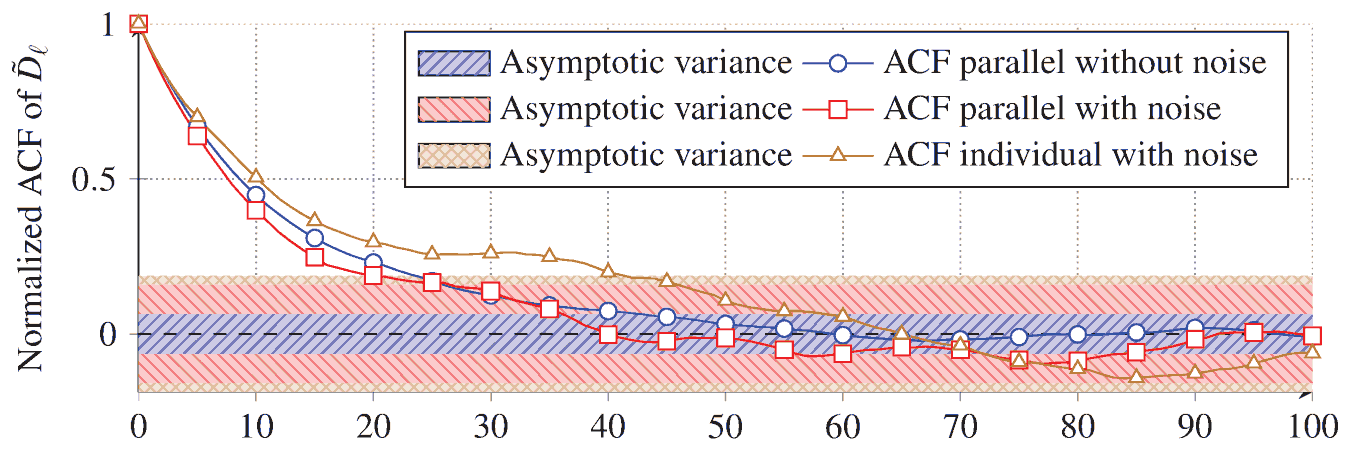 Normalized ACF of D̃ℓ
1
0.5
0
Asymptotic variance ACF parallel without noise
Asymptotic variance ACF parallel with noise
Asymptotic variance ACF individual with noise
0 10 20 30 40 50 60 70 80 90 100